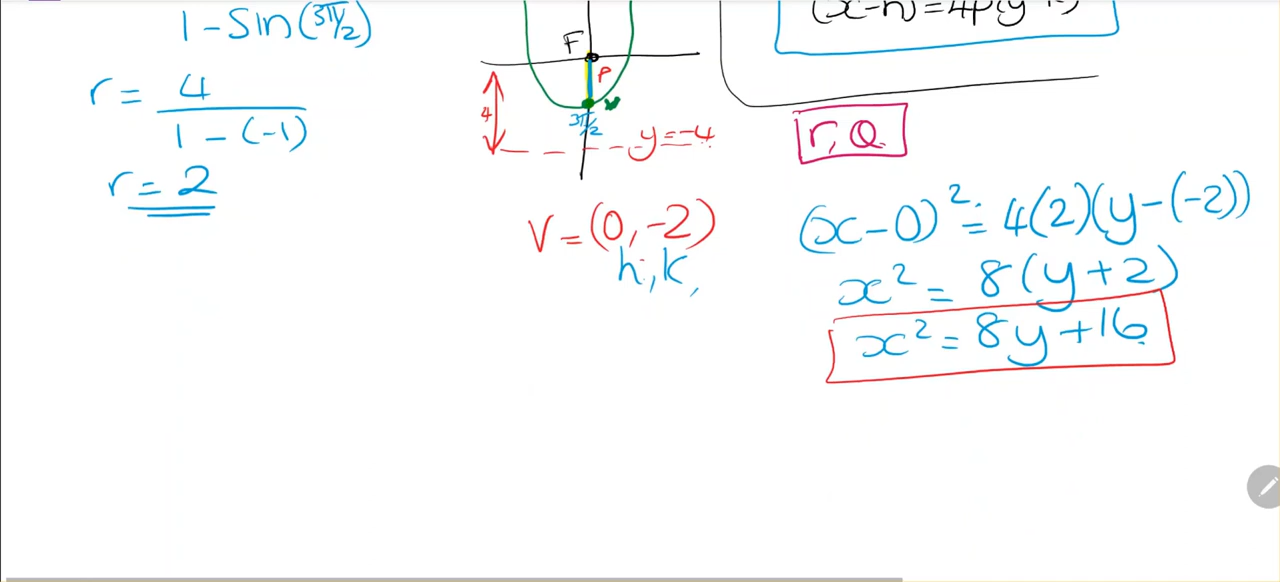 1 - Sin(3π/2)
r = 4
1 - (-1)
r = 2
F
P
4
3π/2
V
y = -4
V = (0, -2)
h, k,
r, Q
(x-0)² = 4(2)(y-(-2))
x² = 8(y+2)
x² = 8y+16